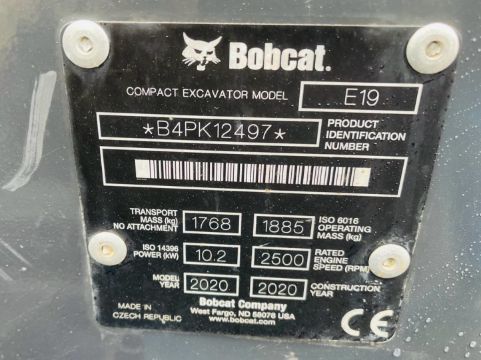 Bobcat.
COMPACT EXCAVATOR MODEL E19
*B4PK12497* PRODUCT IDENTIFICATION NUMBER
TRANSPORT MASS (kg) NO ATTACHMENT 1768 1885 ISO 6016 OPERATING MASS (kg)
ISO 14396 POWER (kW) 10.2 2500 RATED ENGINE SPEED (RPM)
MODEL YEAR 2020 2020 CONSTRUCTION YEAR
Bobcat Company
West Fargo, ND 58078 USA
www.bobcat.com
MADE IN
CZECH REPUBLIC
CE